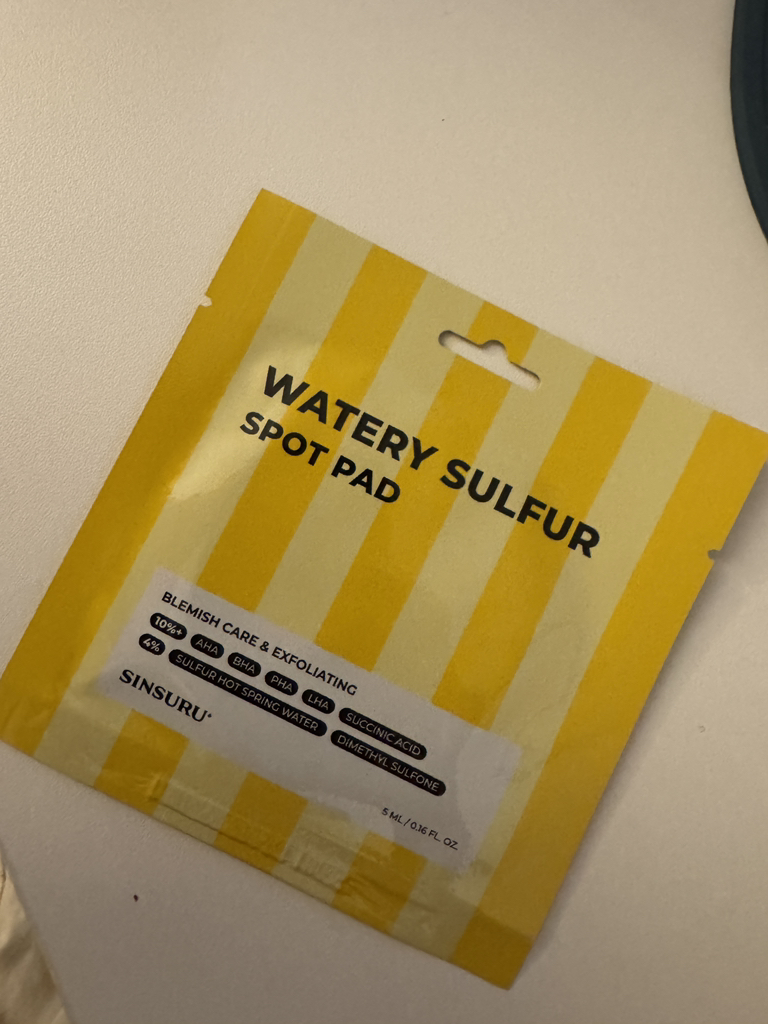 WATERY SULFUR
SPOT PAD
BLEMISH CARE & EXFOLIATING
10%+ AHA BHA PHA LHA SUCCINIC ACID
4% SULFUR HOT SPRING WATER DIMETHYL SULFONE
SINSURU®
5 ML / 0.16 FL. OZ.